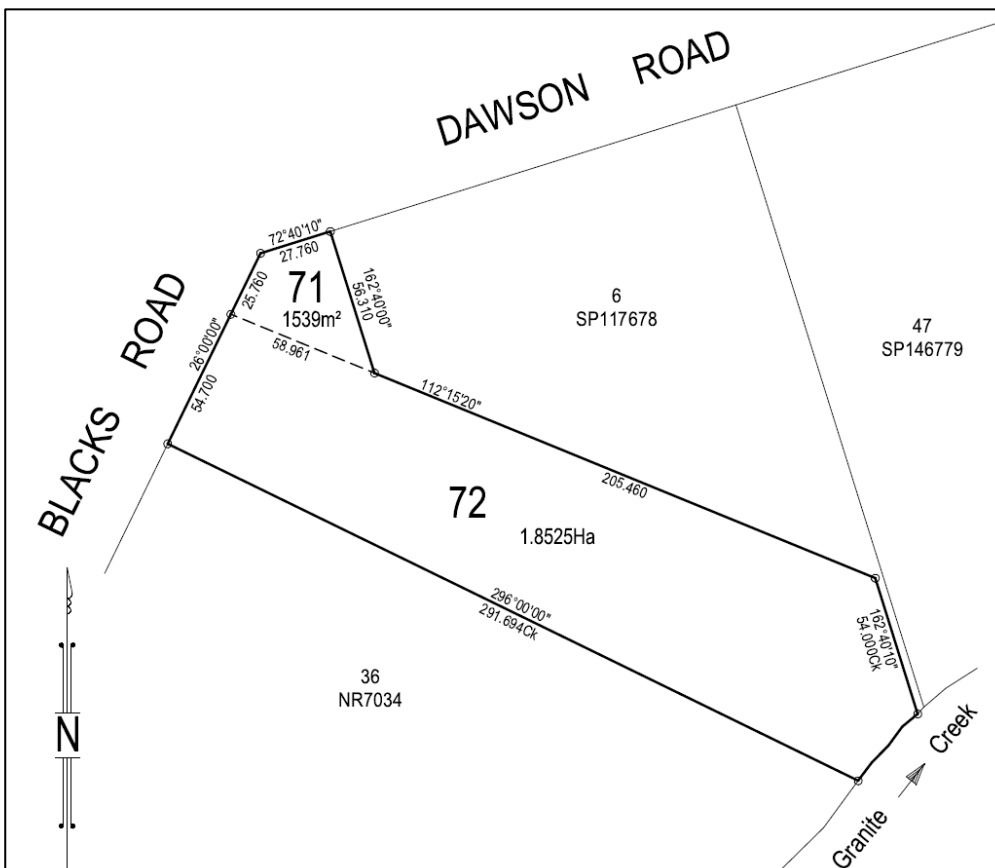 DAWSON ROAD
BLACKS ROAD
72°40'10"
27.760
25.760
71
1539m²
162°40'00"
56.310
26°00'00"
54.700
58.961
6
SP117678
47
SP146779
112°15'20"
205.460
72
1.8525Ha
296°00'00"
291.694Ck
162°40'10"
54.000Ck
36
NR7034
N
Granite Creek